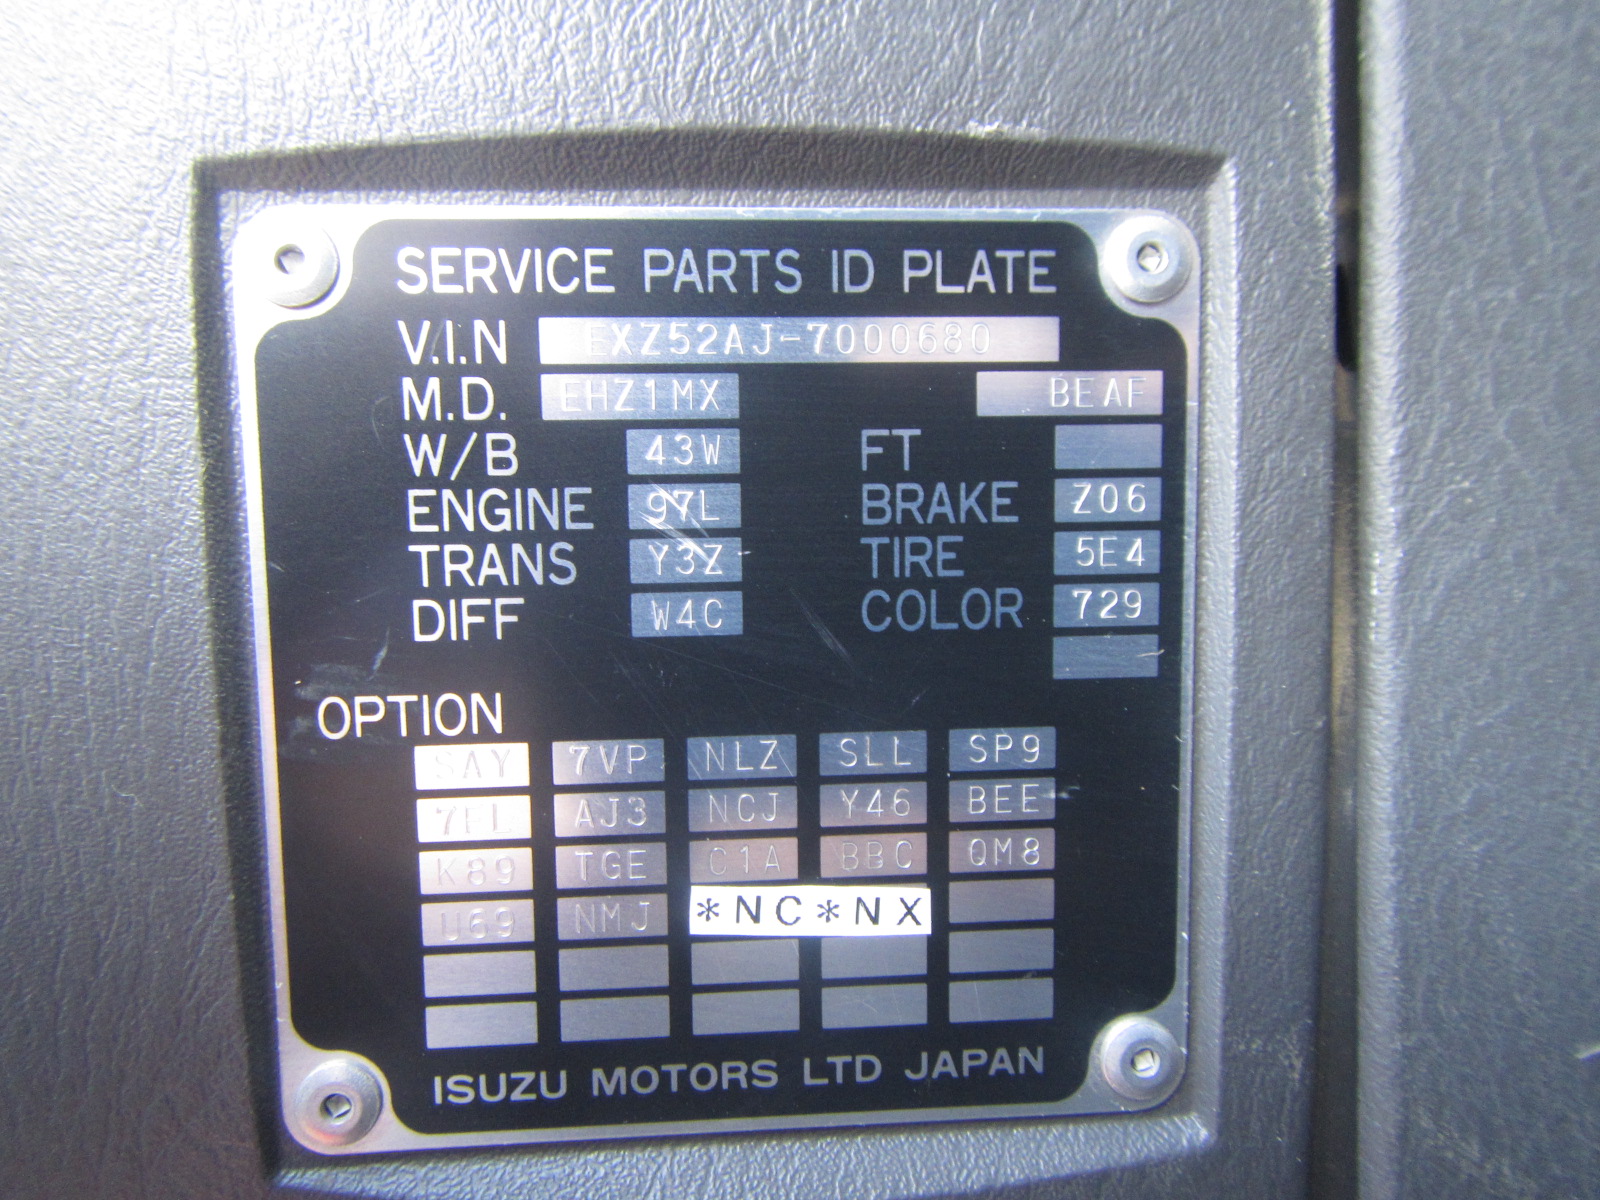 SERVICE PARTS ID PLATE
V.I.N EXZ52AJ-7000680
M.D. EHZ1MX BEAF
W/B 43W FT
ENGINE 97L BRAKE Z06
TRANS Y3Z TIRE 5E4
DIFF W4C COLOR 729
OPTION
SAY 7VP NLZ SLL SP9
7FL AJ3 NCJ Y46 BEE
K89 TGE C1A BBC QM8
U69 NMJ *NC*NX
ISUZU MOTORS LTD JAPAN